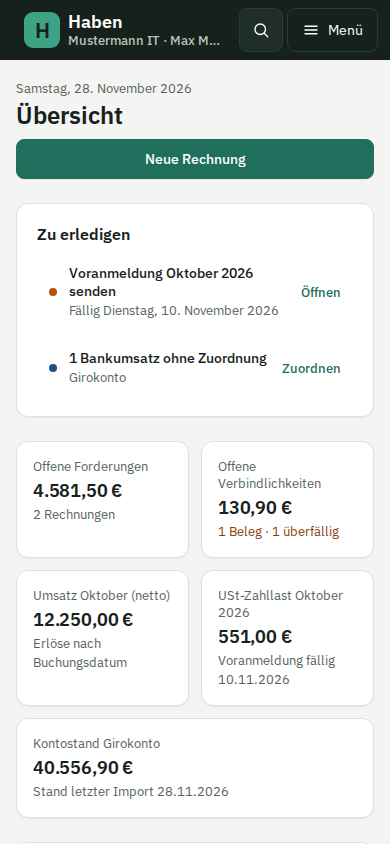 H
Haben
Mustermann IT · Max M...
Menü
Samstag, 28. November 2026
Übersicht
Neue Rechnung
Zu erledigen
Voranmeldung Oktober 2026
senden
Fällig Dienstag, 10. November 2026
Öffnen
1 Bankumsatz ohne Zuordnung
Girokonto
Zuordnen
Offene Forderungen
4.581,50 €
2 Rechnungen
Offene
Verbindlichkeiten
130,90 €
1 Beleg · 1 überfällig
Umsatz Oktober (netto)
12.250,00 €
Erlöse nach
Buchungsdatum
USt-Zahllast Oktober
2026
551,00 €
Voranmeldung fällig
10.11.2026
Kontostand Girokonto
40.556,90 €
Stand letzter Import 28.11.2026